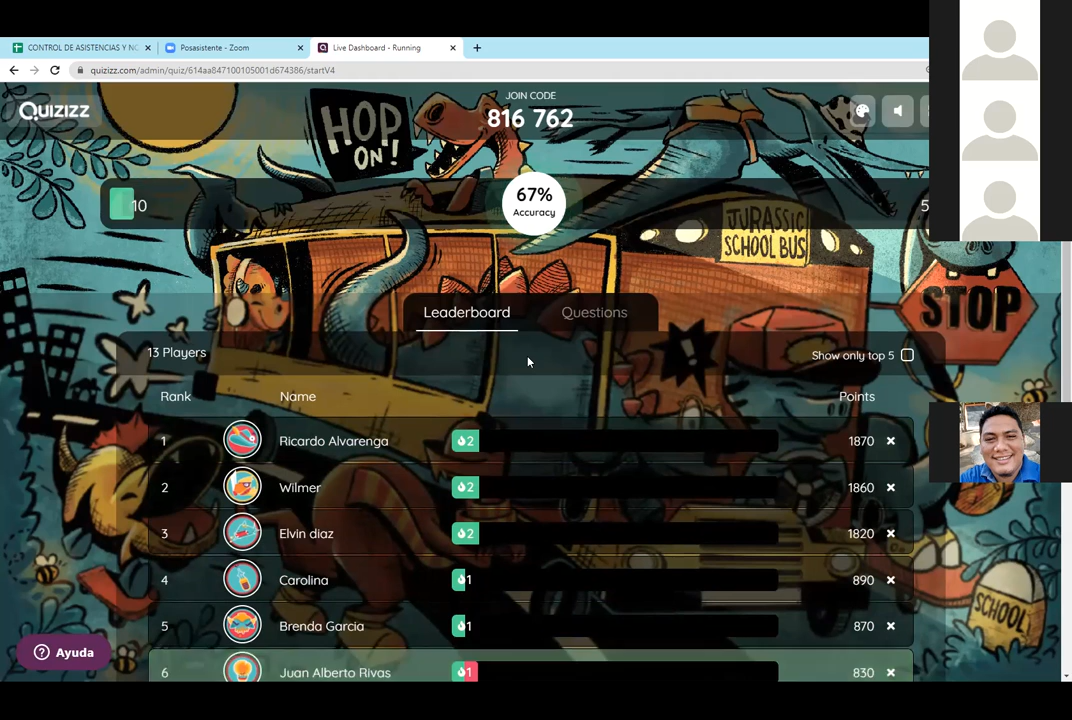 CONTROL DE ASISTENCIAS Y NO
Posasistente - Zoom
Live Dashboard - Running
quizizz.com/admin/quiz/614aa847100105001d674386/startV4
Quizizz
JOIN CODE
816 762
HOP
ON!
10
67%
Accuracy
5
JURASSIC
SCHOOL BUS
STOP
Leaderboard
Questions
13 Players
Show only top 5
Rank Name Points
1 Ricardo Alvarenga 2 1870
2 Wilmer 2 1860
3 Elvin diaz 2 1820
4 Carolina 1 890
5 Brenda Garcia 1 870
6 Juan Alberto Rivas 1 830
SCHOOL
Ayuda